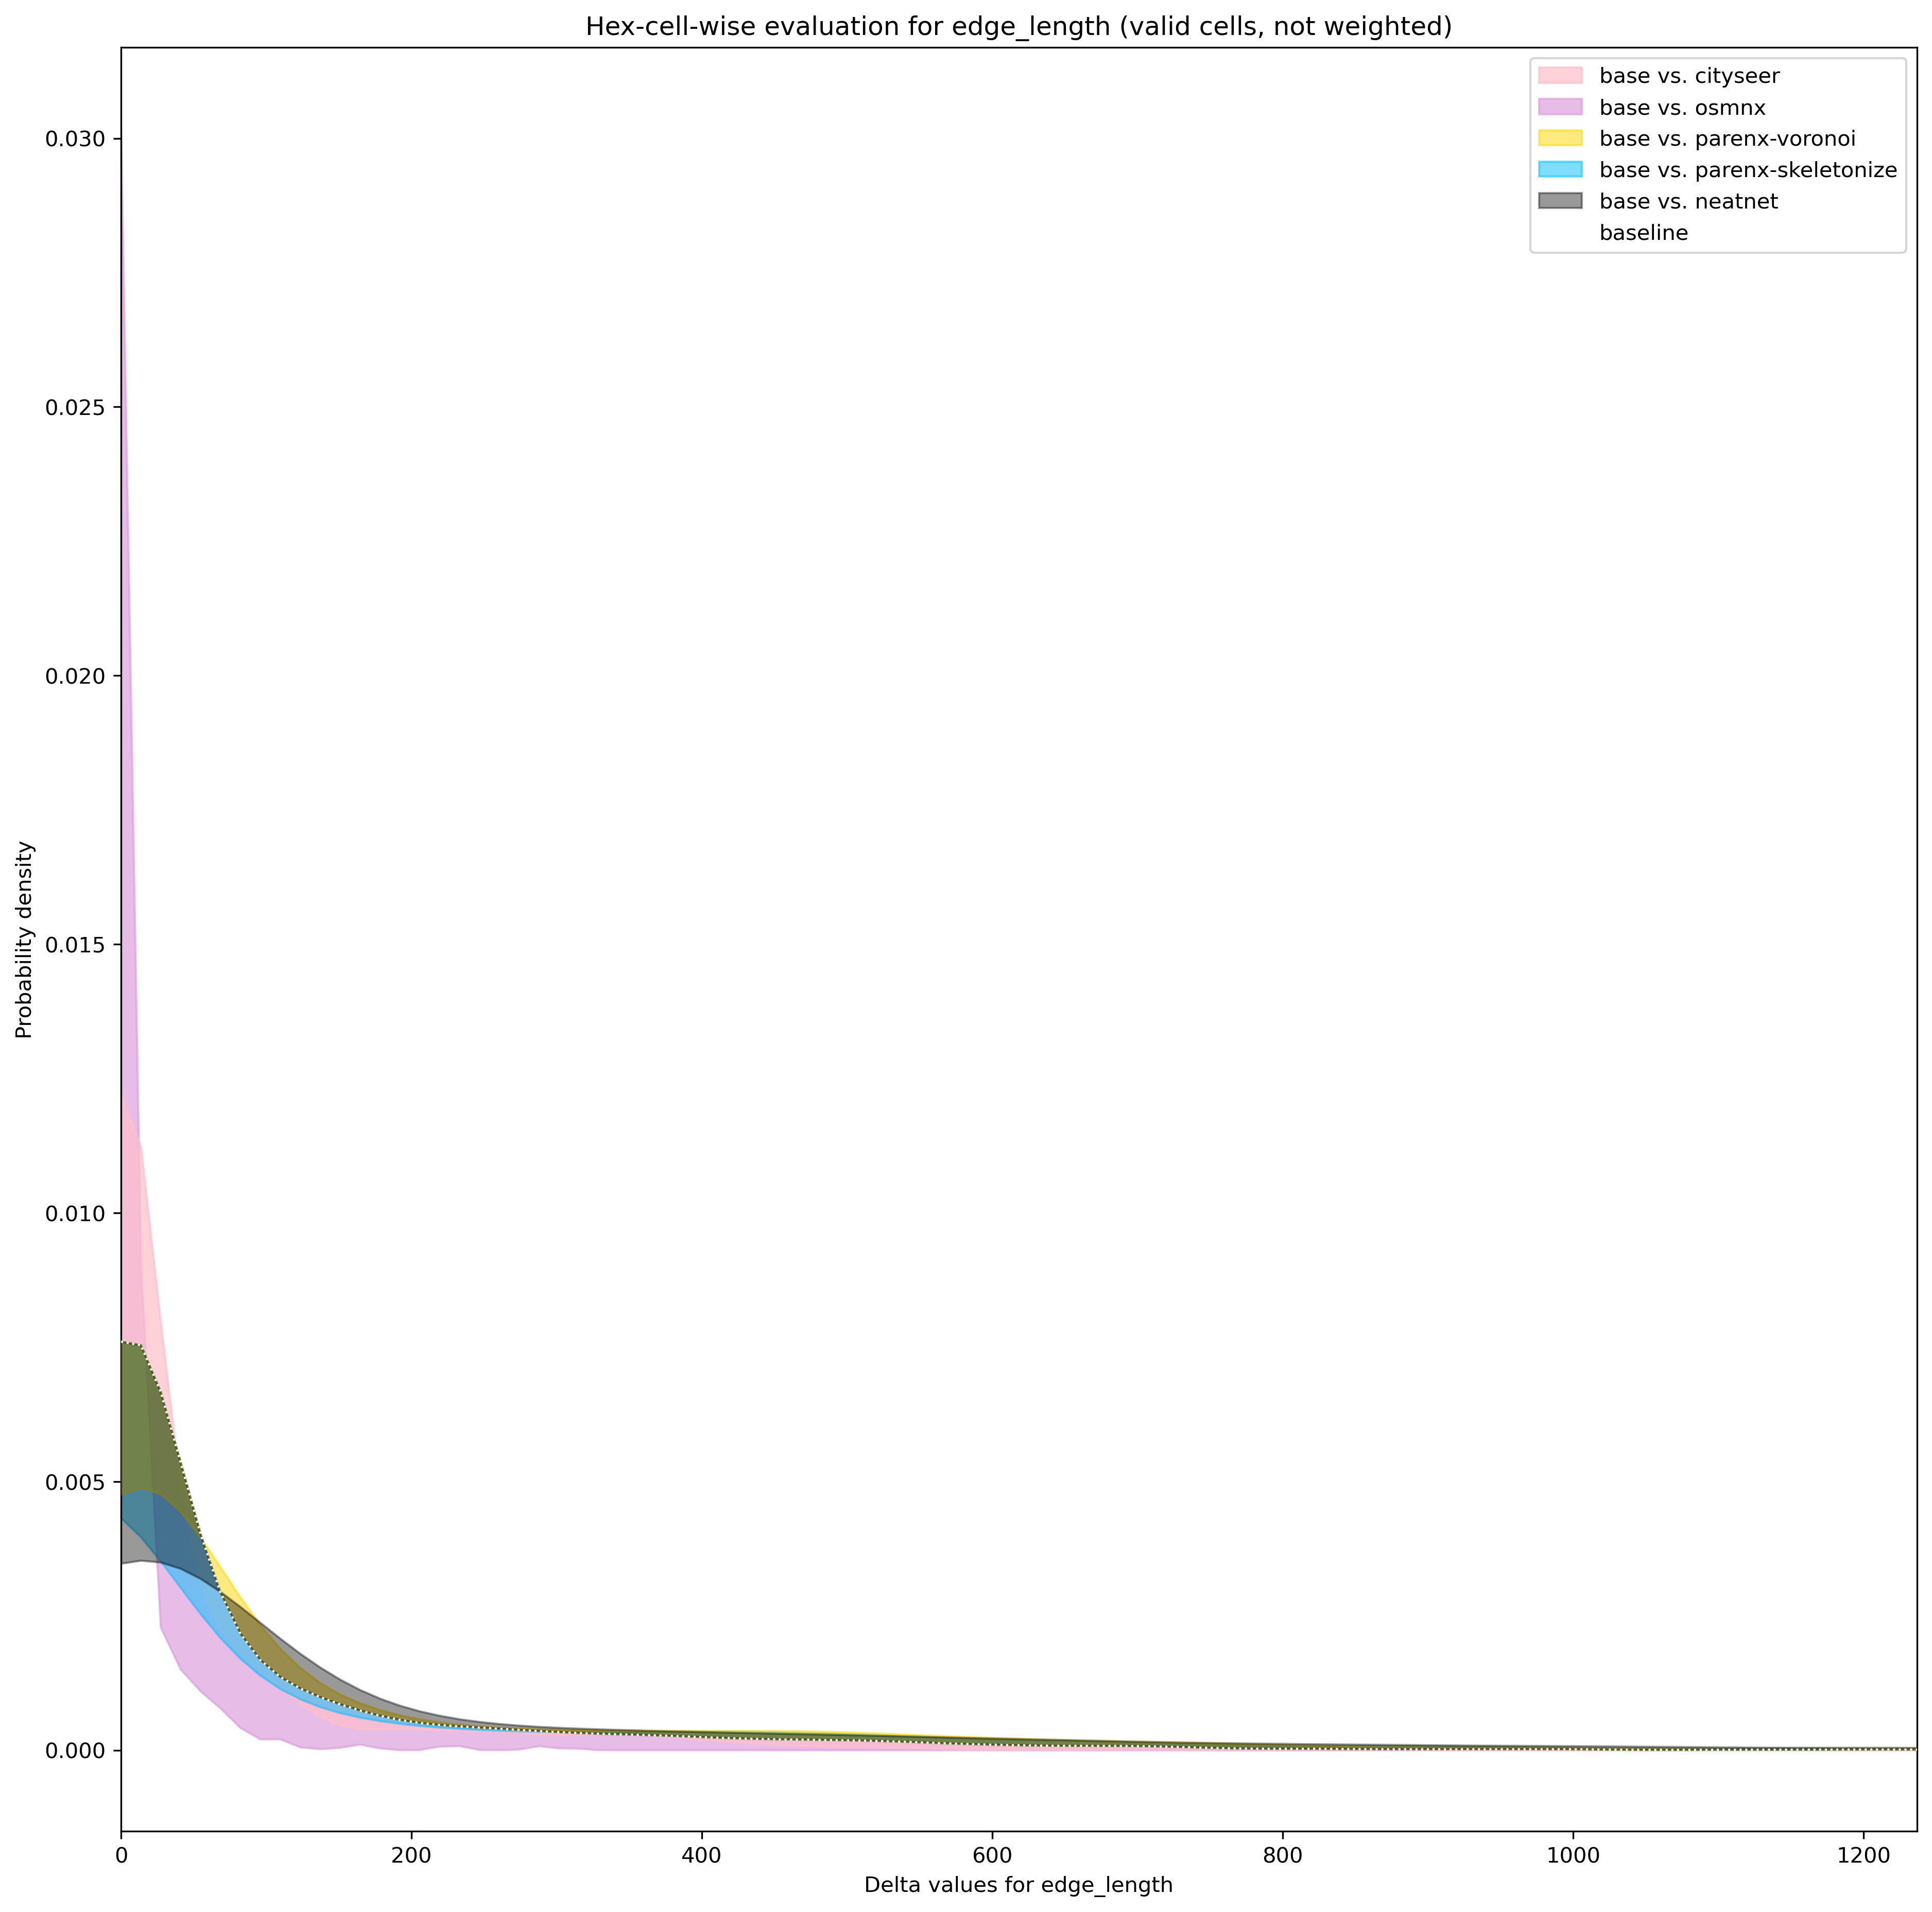 Hex-cell-wise evaluation for edge_length (valid cells, not weighted)
base vs. cityseer
base vs. osmnx
base vs. parenx-voronoi
base vs. parenx-skeletonize
base vs. neatnet
baseline
0.030
0.025
0.020
0.015
0.010
0.005
0.000
Probability density
0 200 400 600 800 1000 1200
Delta values for edge_length